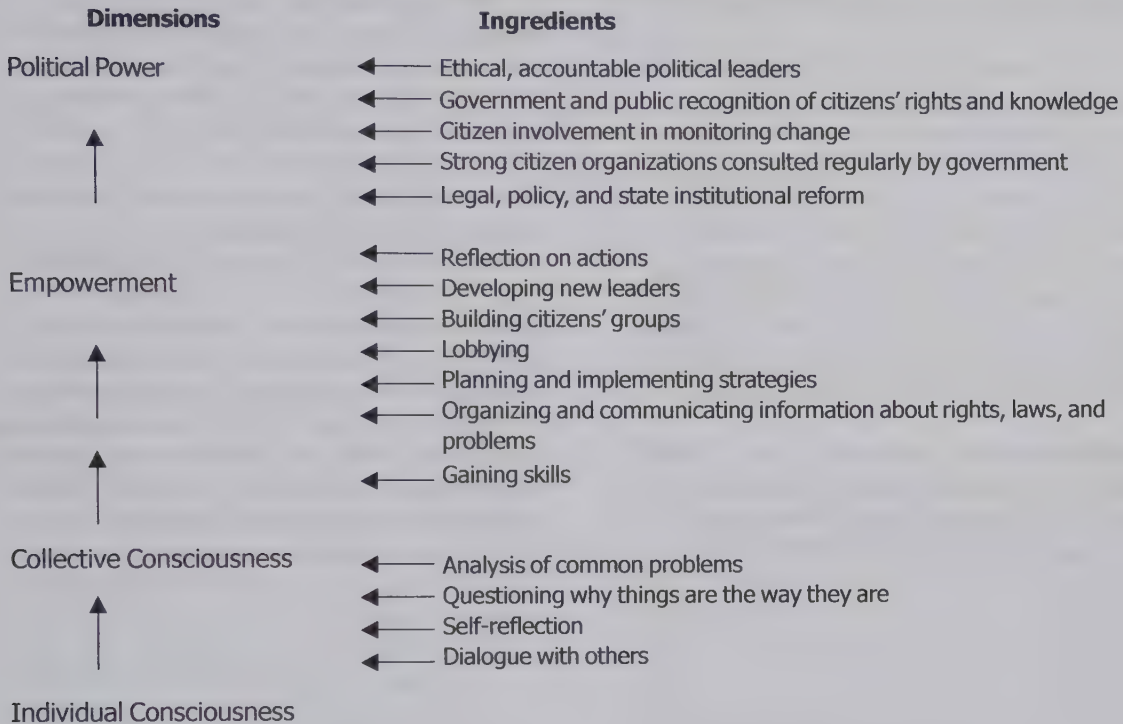 Dimensions
Ingredients
Political Power
Ethical, accountable political leaders
Government and public recognition of citizens' rights and knowledge
Citizen involvement in monitoring change
Strong citizen organizations consulted regularly by government
Legal, policy, and state institutional reform
Empowerment
Reflection on actions
Developing new leaders
Building citizens' groups
Lobbying
Planning and implementing strategies
Organizing and communicating information about rights, laws, and
problems
Gaining skills
Collective Consciousness
Analysis of common problems
Questioning why things are the way they are
Self-reflection
Dialogue with others
Individual Consciousness